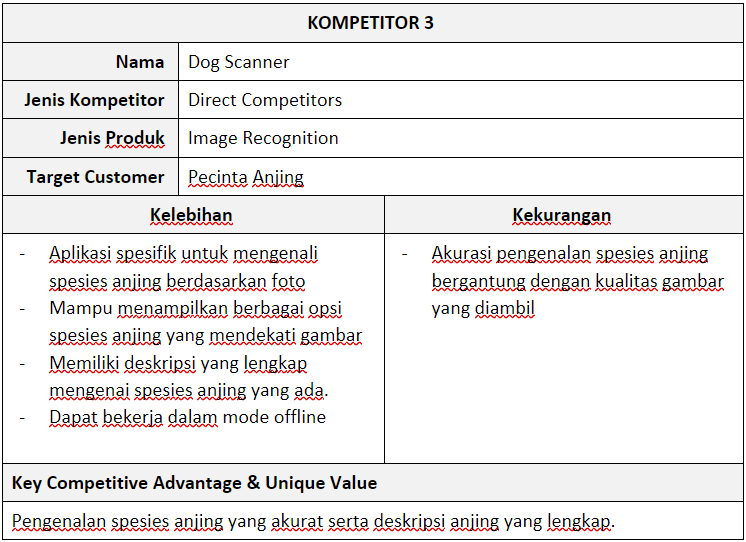 KOMPETITOR 3
Nama Dog Scanner
Jenis Kompetitor Direct Competitors
Jenis Produk Image Recognition
Target Customer Pecinta Anjing
Kelebihan
- Aplikasi spesifik untuk mengenali
spesies anjing berdasarkan foto
- Mampu menampilkan berbagai opsi
spesies anjing yang mendekati gambar
- Memiliki deskripsi yang lengkap
mengenai spesies anjing yang ada.
- Dapat bekerja dalam mode offline
Kekurangan
- Akurasi pengenalan spesies anjing
bergantung dengan kualitas gambar
yang diambil
Key Competitive Advantage & Unique Value
Pengenalan spesies anjing yang akurat serta deskripsi anjing yang lengkap.